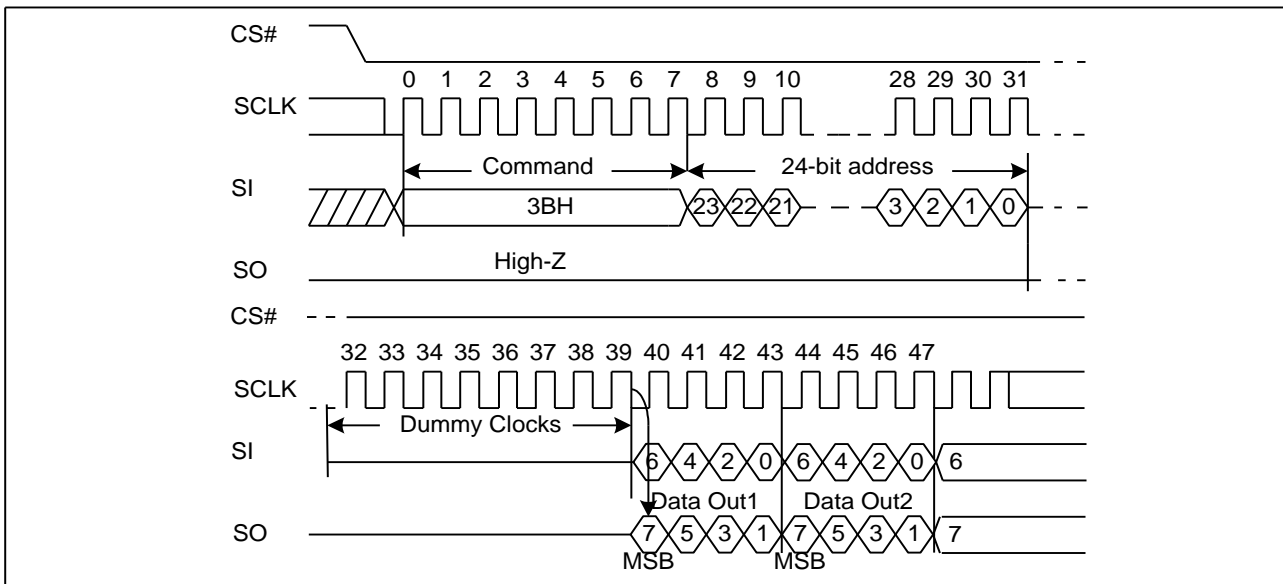 CS#
0 1 2 3 4 5 6 7 8 9 10 28 29 30 31
SCLK
Command 24-bit address
SI
3BH 23 22 21 3 2 1 0
High-Z
SO
CS#
32 33 34 35 36 37 38 39 40 41 42 43 44 45 46 47
SCLK
Dummy Clocks
SI
6 4 2 0 6 4 2 0 6
Data Out1 Data Out2
SO
7 5 3 1 7 5 3 1 7
MSB MSB